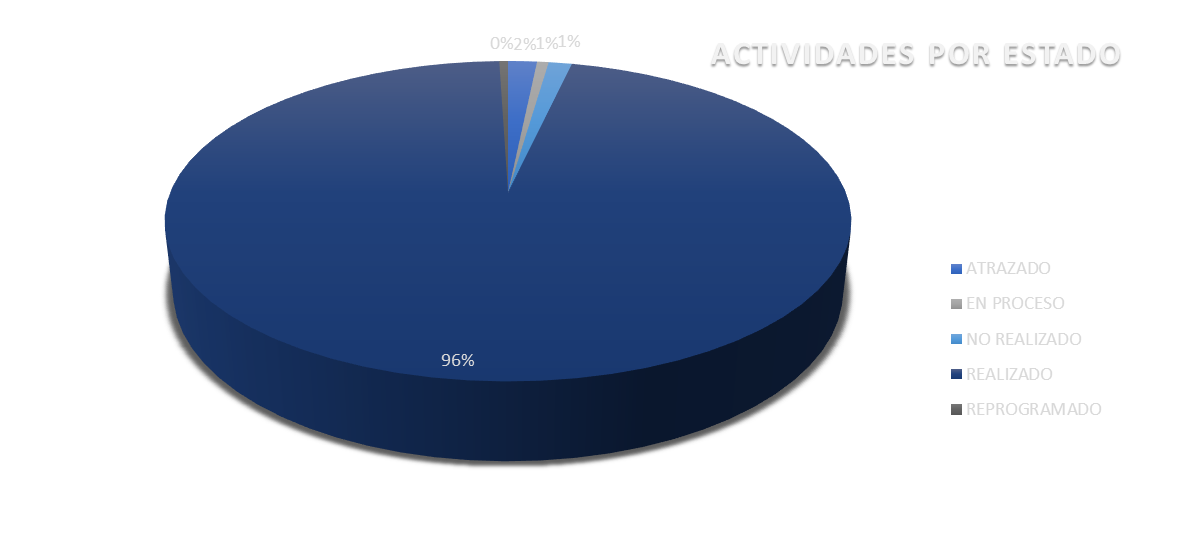 0% 2% 1% 1%
ACTIVIDADES POR ESTADO
96%
ATRAZADO
EN PROCESO
NO REALIZADO
REALIZADO
REPROGRAMADO